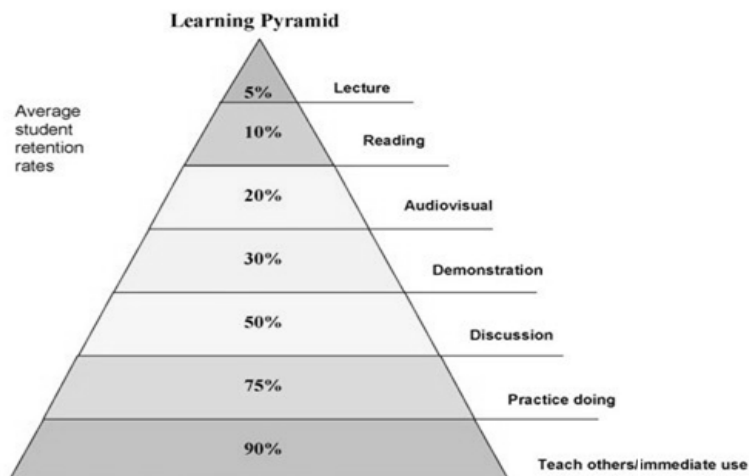 Learning Pyramid
Average
student
retention
rates
5%
Lecture
10%
Reading
20%
Audiovisual
30%
Demonstration
50%
Discussion
75%
Practice doing
90%
Teach others/immediate use